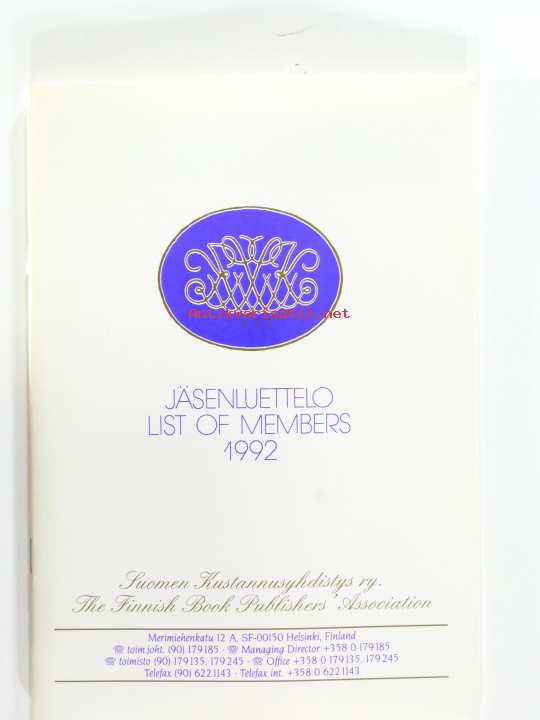 Antikvariaatti.net
JÄSENLUETTELO
LIST OF MEMBERS
1992
Suomen Kustannusyhdistys ry.
The Finnish Book Publishers' Association
Merimiehenkatu 12 A, SF-00150 Helsinki, Finland
☏ toim.joht. (90) 179185 · ☏ Managing Director +358 0 179185
☏ toimisto (90) 179135, 179245 · ☏ Office +358 0 179135, 179245
Telefax (90) 6221143 · Telefax int. +358 0 6221143